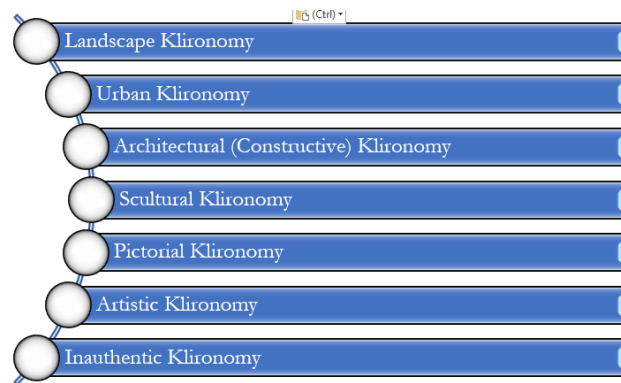 (Ctrl)
Landscape Klironomy
Urban Klironomy
Architectural (Constructive) Klironomy
Scultural Klironomy
Pictorial Klironomy
Artistic Klironomy
Inauthentic Klironomy